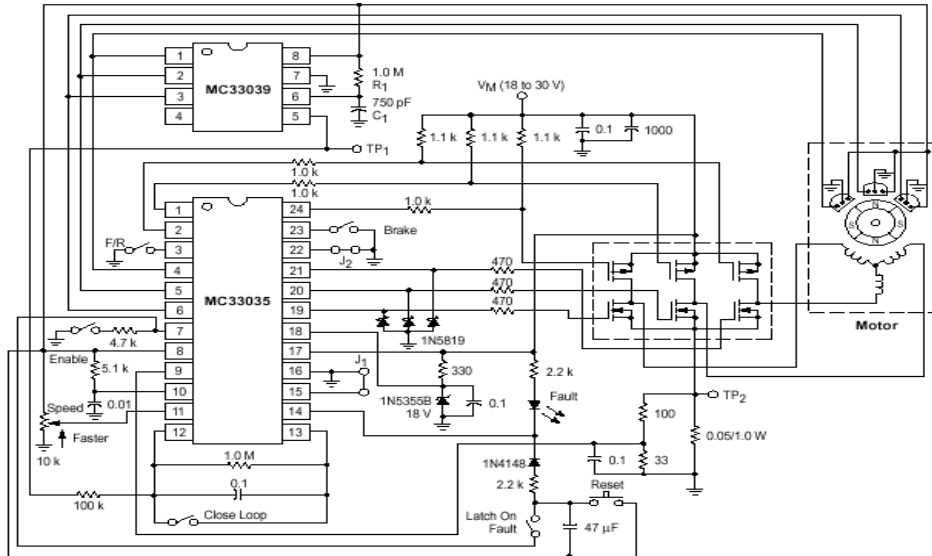 1
2
3
4
MC33039
8
7
6
5
1.0 M
R1
750 pF
C1
TP1
VM (18 to 30 V)
1.1 k
1.1 k
1.1 k
0.1
1000
1.0 k
1.0 k
1.0 k
F/R
1
2
3
4
5
6
7
8
9
10
11
12
MC33035
24
23
22
21
20
19
18
17
16
15
14
13
Brake
J2
470
470
470
1N5819
N
S
S
N
Motor
4.7 k
Enable
5.1 k
0.01
Speed
Faster
10 k
330
1N5355B
18 V
0.1
J1
2.2 k
Fault
TP2
100
0.05/1.0 W
33
0.1
1N4148
2.2 k
Reset
47 μF
Latch On
Fault
1.0 M
0.1
100 k
Close Loop